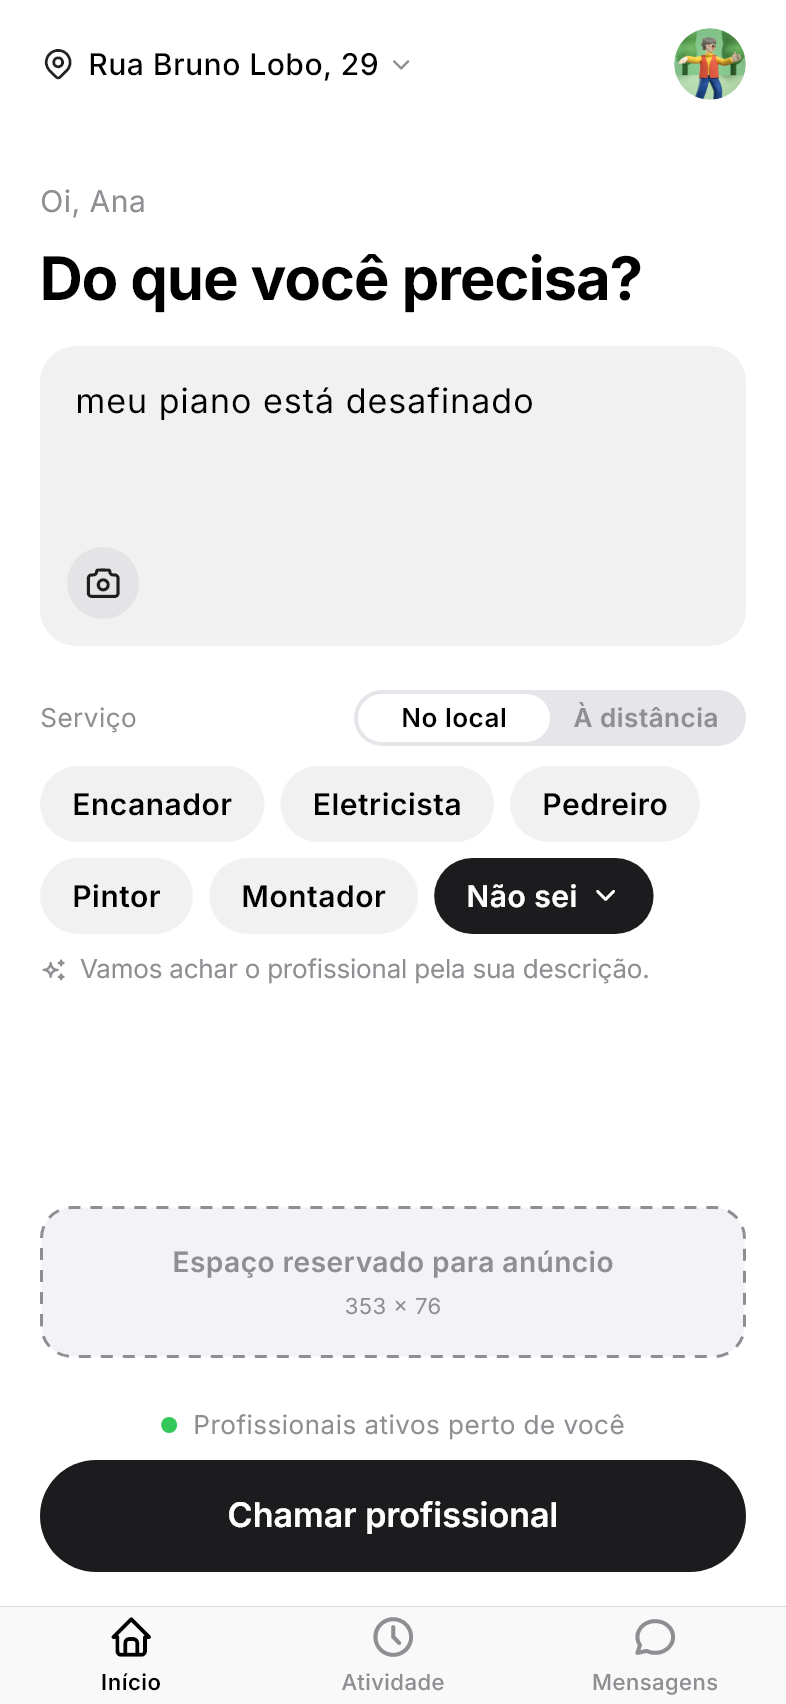 Rua Bruno Lobo, 29
Oi, Ana
Do que você precisa?
meu piano está desafinado
Serviço
No local
À distância
Encanador
Eletricista
Pedreiro
Pintor
Montador
Não sei
Vamos achar o profissional pela sua descrição.
Espaço reservado para anúncio
353 × 76
Profissionais ativos perto de você
Chamar profissional
Início
Atividade
Mensagens